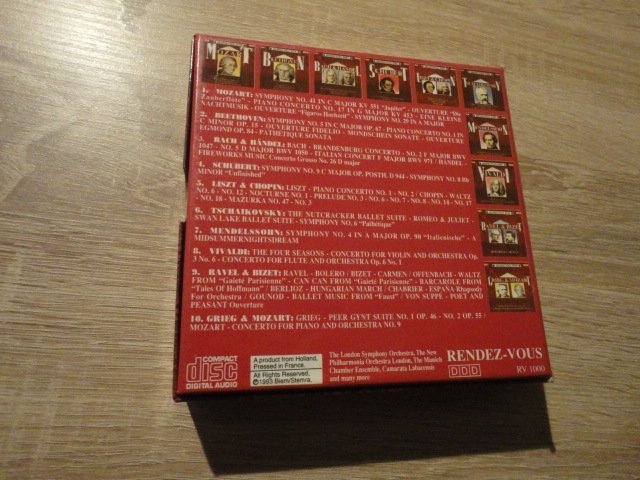 MOZART
BEETHOVEN
BACH & HÄNDEL
SCHUBERT
VIVALDI
RAVEL & BIZET
1. MOZART: SYMPHONY NO. 41 IN C MAJOR KV 551 "Jupiter" - OUVERTURE "Die
Zauberflöte" - PIANO CONCERTO NO. 17 IN G MAJOR KV 453 - EINE KLEINE
NACHTMUSIK - OUVERTURE "Figaros Hochzeit" - SYMPHONY NO. 29 IN A MAJOR
2. BEETHOVEN: SYMPHONY NO. 5 IN C MINOR OP. 67 - PIANO CONCERTO NO. 1 IN
C MINOR OP. 15 - OUVERTURE FIDELIO - MONDSCHEIN SONATE - OUVERTURE
EGMOND OP. 84 - PATHETIQUE SONATA
3. BACH & HÄNDEL: BACH - BRANDENBURG CONCERTO - NO. 2 F MAJOR BWV
1047 - NO. 5 D MAJOR BWV 1050 - ITALIAN CONCERT F MAJOR BWV 971 / HANDEL -
FIREWORKS MUSIC Concerto Grosso No. 26 D major
4. SCHUBERT: SYMPHONY NO. 9 C MAJOR OP. POSTH. D 944 - SYMPHONY NO. 8 Bb
MINOR "Unfinished"
5. LISZT & CHOPIN: LISZT - PIANO CONCERTO NO. 1 - NO. 2 / CHOPIN - WALTZ
NO. 6 - NO. 12 - NOCTURNE NO. 1 - PRELUDE NO. 3 - NO. 6 - NO. 7 - NO. 8 - NO. 14 - NO. 17
- NO. 18 - MAZURKA NO. 47 - NO. 3
6. TSCHAIKOVSKY: THE NUTCRACKER BALLET SUITE - ROMEO & JULIET -
SWAN LAKE BALLET SUITE - SYMPHONY NO. 6 "Pathétique"
7. MENDELSSOHN: SYMPHONY NO. 4 IN A MAJOR OP. 90 "Italienische" - A
MIDSUMMERNIGHTSDREAM
8. VIVALDI: THE FOUR SEASONS - CONCERTO FOR VIOLIN AND ORCHESTRA Op.
3 No. 6 - CONCERTO FOR FLUTE AND ORCHESTRA Op. 6 No. 1
9. RAVEL & BIZET: RAVEL - BOLERO / BIZET - CARMEN / OFFENBACH - WALTZ
FROM "Gaieté Parisienne" - CAN CAN FROM "Gaieté Parisienne" - BARCAROLE FROM
"Tales Of Hoffmann" / BERLIOZ - HUNGARIAN MARCH / CHABRIER - ESPAÑA Rhapsody
For Orchestra / GOUNOD - BALLET MUSIC FROM "Faust" / VON SUPPE - POET AND
PEASANT Ouverture
10. GRIEG & MOZART: GRIEG - PEER GYNT SUITE NO. 1 OP. 46 - NO. 2 OP. 55 /
MOZART - CONCERTO FOR PIANO AND ORCHESTRA NO. 9
COMPACT
disc
DIGITAL AUDIO
A product from Holland,
Pressed in France.
All Rights Reserved,
©1993 Biem/Stemra.
The London Symphony Orchestra, The New
Philharmonia Orchestra London, The Munich
Chamber Ensemble, Camarata Labacensis
and many more
RENDEZ-VOUS
DDD
RV 1000